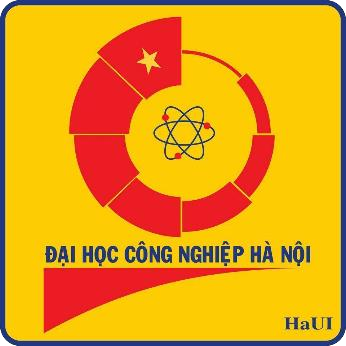 ĐẠI HỌC CÔNG NGHIỆP HÀ NỘI
HaUI